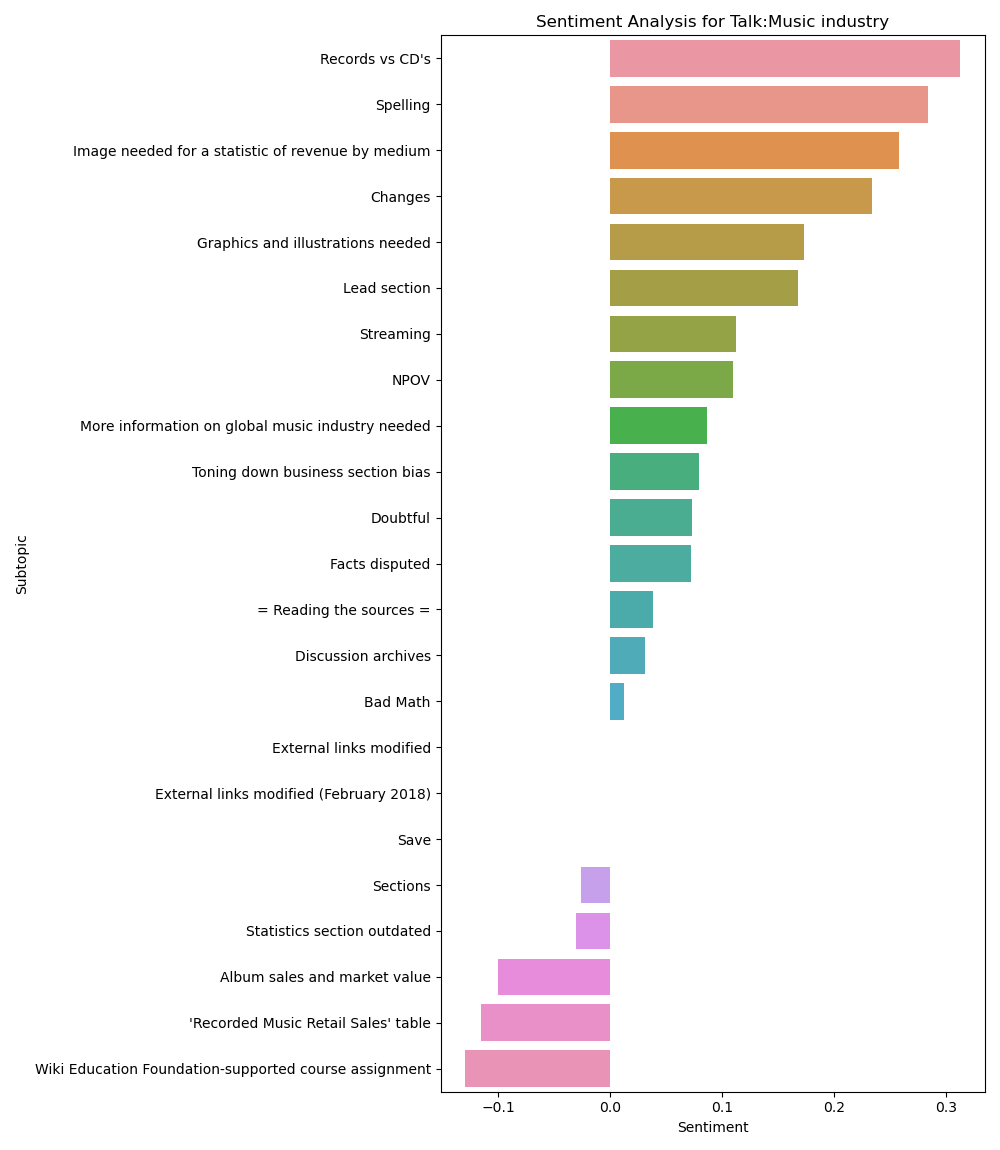 Sentiment Analysis for Talk:Music industry
Records vs CD's
Spelling
Image needed for a statistic of revenue by medium
Changes
Graphics and illustrations needed
Lead section
Streaming
NPOV
More information on global music industry needed
Toning down business section bias
Doubtful
Facts disputed
= Reading the sources =
Discussion archives
Bad Math
External links modified
External links modified (February 2018)
Save
Sections
Statistics section outdated
Album sales and market value
'Recorded Music Retail Sales' table
Wiki Education Foundation-supported course assignment
Subtopic
−0.1 0.0 0.1 0.2 0.3
Sentiment